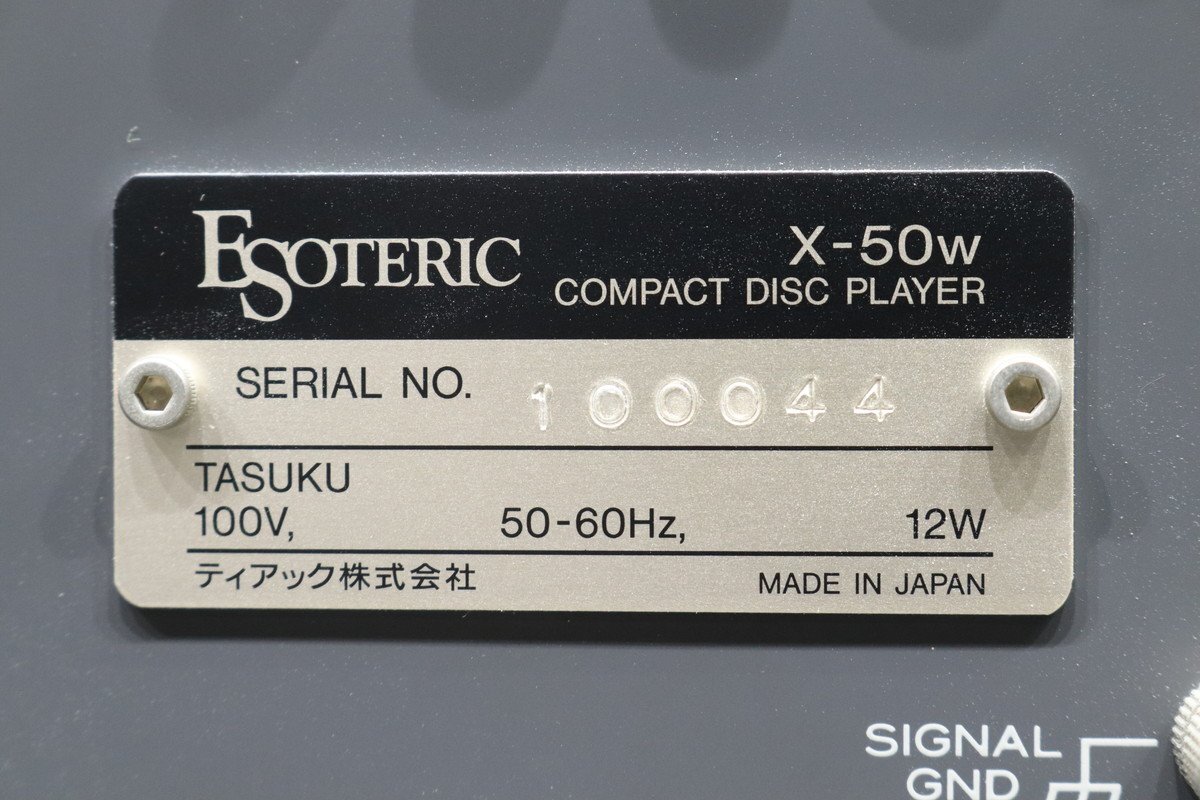 ESOTERIC
X-50w
COMPACT DISC PLAYER
SERIAL NO. 100044
TASUKU
100V, 50-60Hz, 12W
ティアック株式会社 MADE IN JAPAN
SIGNAL
GND